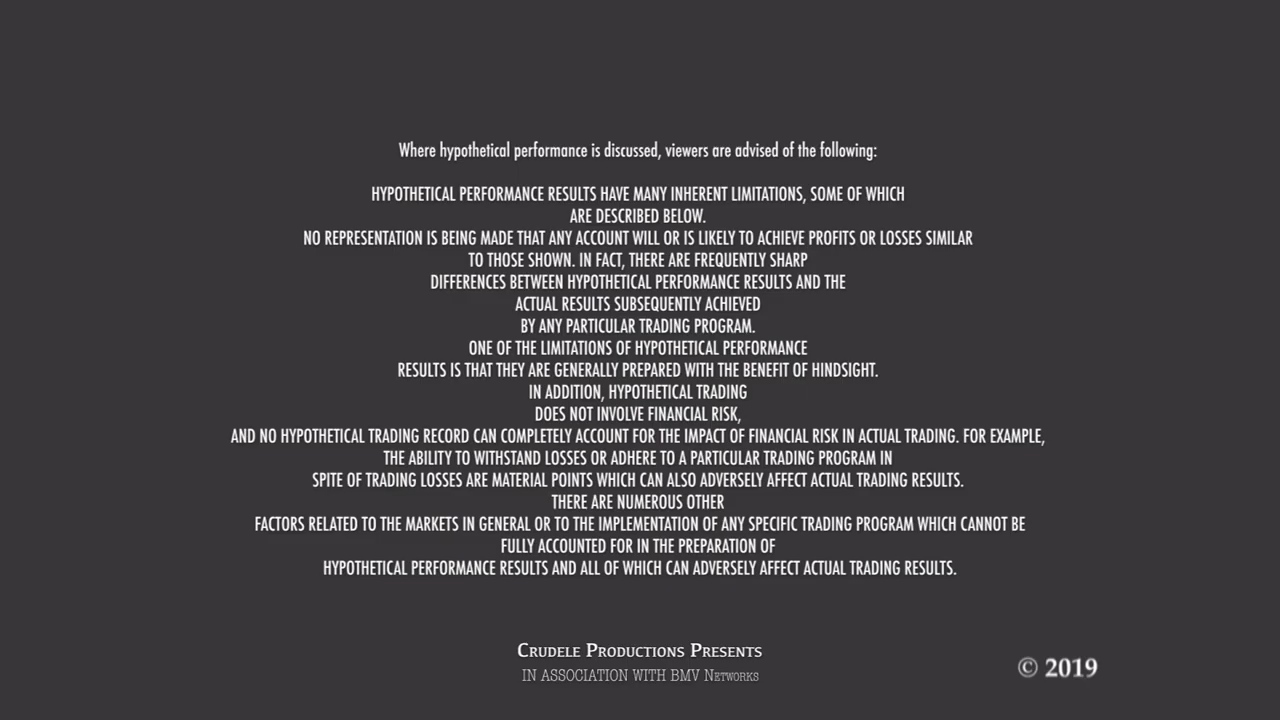 Where hypothetical performance is discussed, viewers are advised of the following:
HYPOTHETICAL PERFORMANCE RESULTS HAVE MANY INHERENT LIMITATIONS, SOME OF WHICH
ARE DESCRIBED BELOW.
NO REPRESENTATION IS BEING MADE THAT ANY ACCOUNT WILL OR IS LIKELY TO ACHIEVE PROFITS OR LOSSES SIMILAR
TO THOSE SHOWN. IN FACT, THERE ARE FREQUENTLY SHARP
DIFFERENCES BETWEEN HYPOTHETICAL PERFORMANCE RESULTS AND THE
ACTUAL RESULTS SUBSEQUENTLY ACHIEVED
BY ANY PARTICULAR TRADING PROGRAM.
ONE OF THE LIMITATIONS OF HYPOTHETICAL PERFORMANCE
RESULTS IS THAT THEY ARE GENERALLY PREPARED WITH THE BENEFIT OF HINDSIGHT.
IN ADDITION, HYPOTHETICAL TRADING
DOES NOT INVOLVE FINANCIAL RISK,
AND NO HYPOTHETICAL TRADING RECORD CAN COMPLETELY ACCOUNT FOR THE IMPACT OF FINANCIAL RISK IN ACTUAL TRADING. FOR EXAMPLE,
THE ABILITY TO WITHSTAND LOSSES OR ADHERE TO A PARTICULAR TRADING PROGRAM IN
SPITE OF TRADING LOSSES ARE MATERIAL POINTS WHICH CAN ALSO ADVERSELY AFFECT ACTUAL TRADING RESULTS.
THERE ARE NUMEROUS OTHER
FACTORS RELATED TO THE MARKETS IN GENERAL OR TO THE IMPLEMENTATION OF ANY SPECIFIC TRADING PROGRAM WHICH CANNOT BE
FULLY ACCOUNTED FOR IN THE PREPARATION OF
HYPOTHETICAL PERFORMANCE RESULTS AND ALL OF WHICH CAN ADVERSELY AFFECT ACTUAL TRADING RESULTS.
CRUDELE PRODUCTIONS PRESENTS
IN ASSOCIATION WITH BMV NETWORKS
© 2019